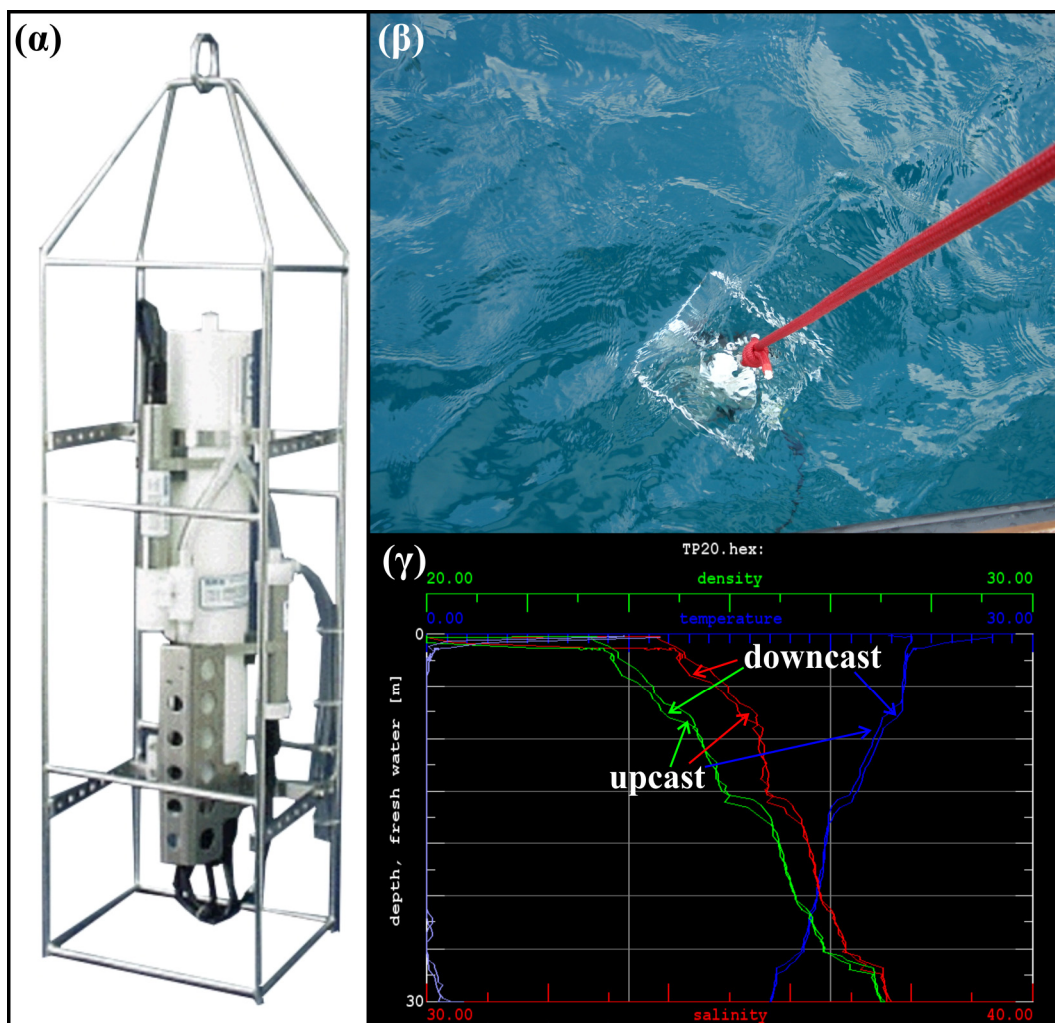 (α)
(β)
(γ)
TP20.hex:
20.00 density 30.00
0.00 temperature 30.00
0
downcast
upcast
depth, fresh water [m]
30
30.00 salinity 40.00